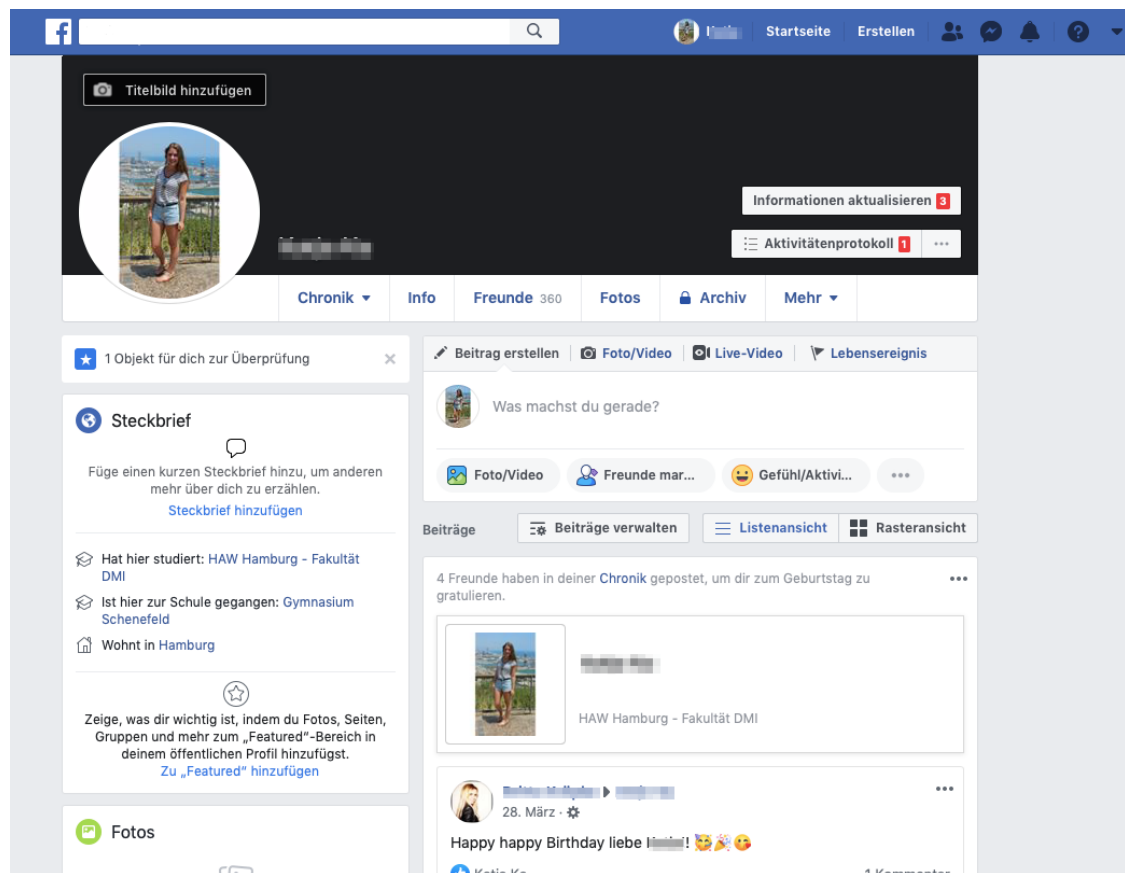 f
Startseite
Erstellen
Titelbild hinzufügen
Informationen aktualisieren 3
Aktivitätenprotokoll 1
Chronik
Info
Freunde 360
Fotos
Archiv
Mehr
1 Objekt für dich zur Überprüfung
Steckbrief
Füge einen kurzen Steckbrief hinzu, um anderen
mehr über dich zu erzählen.
Steckbrief hinzufügen
Hat hier studiert: HAW Hamburg - Fakultät
DMI
Ist hier zur Schule gegangen: Gymnasium
Schenefeld
Wohnt in Hamburg
Zeige, was dir wichtig ist, indem du Fotos, Seiten,
Gruppen und mehr zum „Featured“-Bereich in
deinem öffentlichen Profil hinzufügst.
Zu „Featured“ hinzufügen
Fotos
Beitrag erstellen
Foto/Video
Live-Video
Lebensereignis
Was machst du gerade?
Foto/Video
Freunde mar...
Gefühl/Aktivi...
Beiträge
Beiträge verwalten
Listenansicht
Rasteransicht
4 Freunde haben in deiner Chronik gepostet, um dir zum Geburtstag zu
gratulieren.
HAW Hamburg - Fakultät DMI
28. März ·
Happy happy Birthday liebe ! 🥰🎉😋
1 Kommentar